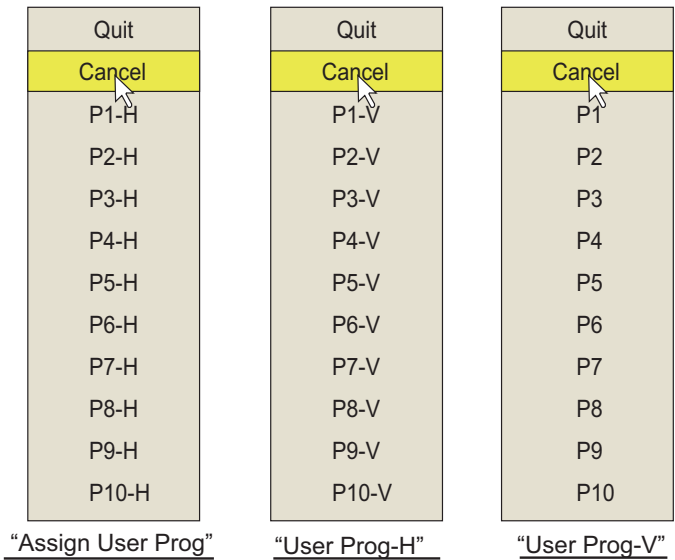 Quit
Cancel
P1-H
P2-H
P3-H
P4-H
P5-H
P6-H
P7-H
P8-H
P9-H
P10-H
“Assign User Prog”
Quit
Cancel
P1-V
P2-V
P3-V
P4-V
P5-V
P6-V
P7-V
P8-V
P9-V
P10-V
“User Prog-H”
Quit
Cancel
P1
P2
P3
P4
P5
P6
P7
P8
P9
P10
“User Prog-V”